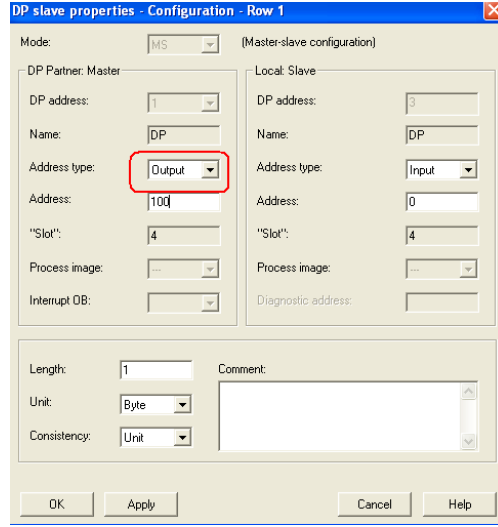 DP slave properties - Configuration - Row 1
Mode: MS (Master-slave configuration)
DP Partner: Master
DP address: 1
Name: DP
Address type: Output
Address: 100
"Slot": 4
Process image: ---
Interrupt OB:
Local: Slave
DP address: 3
Name: DP
Address type: Input
Address: 0
"Slot": 4
Process image: ---
Diagnostic address:
Length: 1
Unit: Byte
Consistency: Unit
Comment:
OK Apply Cancel Help